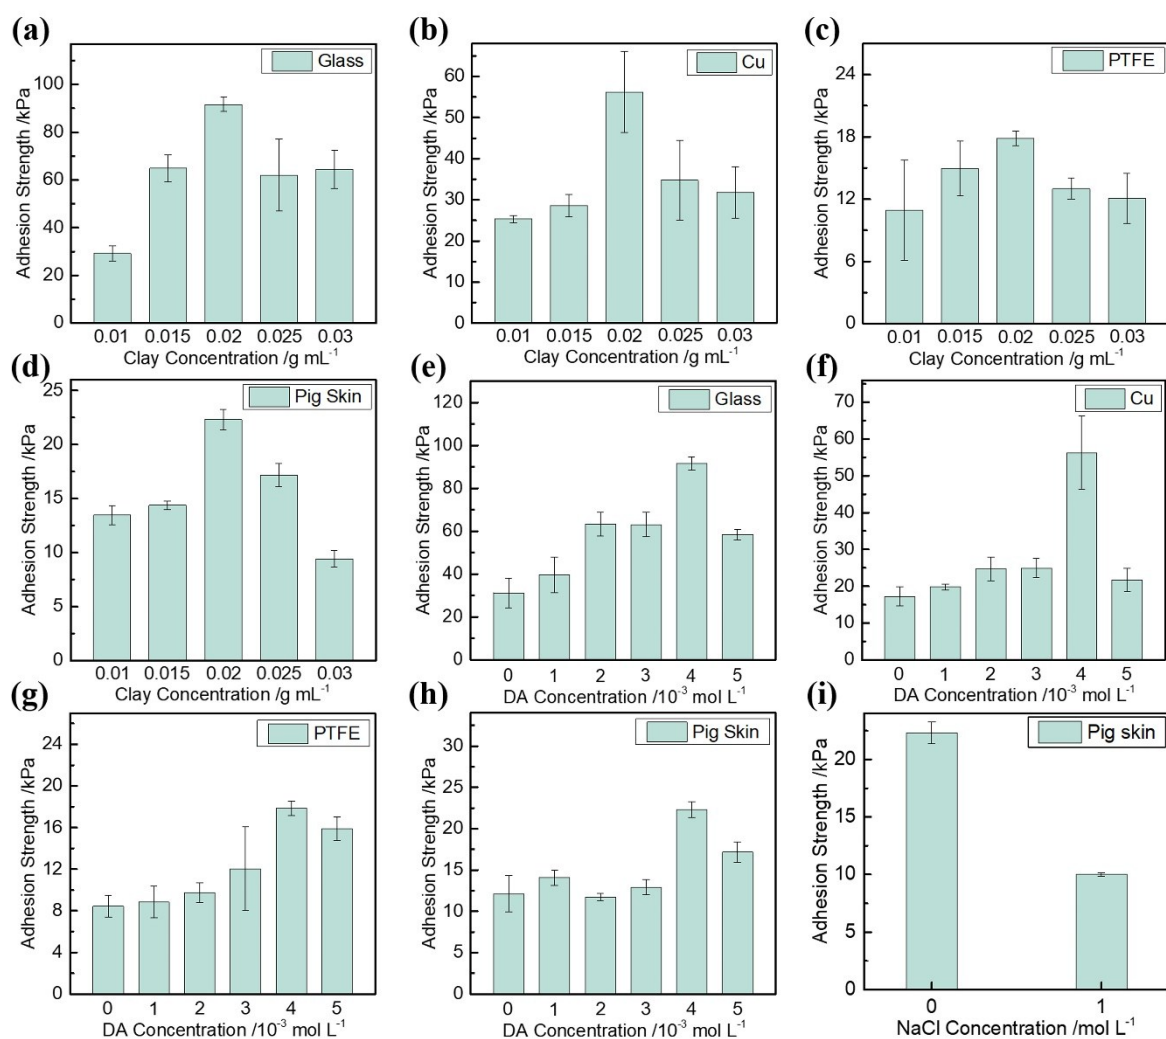 (a)
Glass
Adhesion Strength /kPa
100
80
60
40
20
0
0.01 0.015 0.02 0.025 0.03
Clay Concentration /g mL⁻¹
(b)
Cu
Adhesion Strength /kPa
60
50
40
30
20
10
0
0.01 0.015 0.02 0.025 0.03
Clay Concentration /g mL⁻¹
(c)
PTFE
Adhesion Strength /kPa
24
18
12
6
0
0.01 0.015 0.02 0.025 0.03
Clay Concentration /g mL⁻¹
(d)
Pig Skin
Adhesion Strength /kPa
25
20
15
10
5
0
0.01 0.015 0.02 0.025 0.03
Clay Concentration /g mL⁻¹
(e)
Glass
Adhesion Strength /kPa
120
100
80
60
40
20
0
0 1 2 3 4 5
DA Concentration /10⁻³ mol L⁻¹
(f)
Cu
Adhesion Strength /kPa
70
60
50
40
30
20
10
0
0 1 2 3 4 5
DA Concentration /10⁻³ mol L⁻¹
(g)
PTFE
Adhesion Strength /kPa
24
20
16
12
8
4
0
0 1 2 3 4 5
DA Concentration /10⁻³ mol L⁻¹
(h)
Pig Skin
Adhesion Strength /kPa
30
25
20
15
10
5
0
0 1 2 3 4 5
DA Concentration /10⁻³ mol L⁻¹
(i)
Pig skin
Adhesion Strength /kPa
20
15
10
5
0
0 1
NaCl Concentration /mol L⁻¹